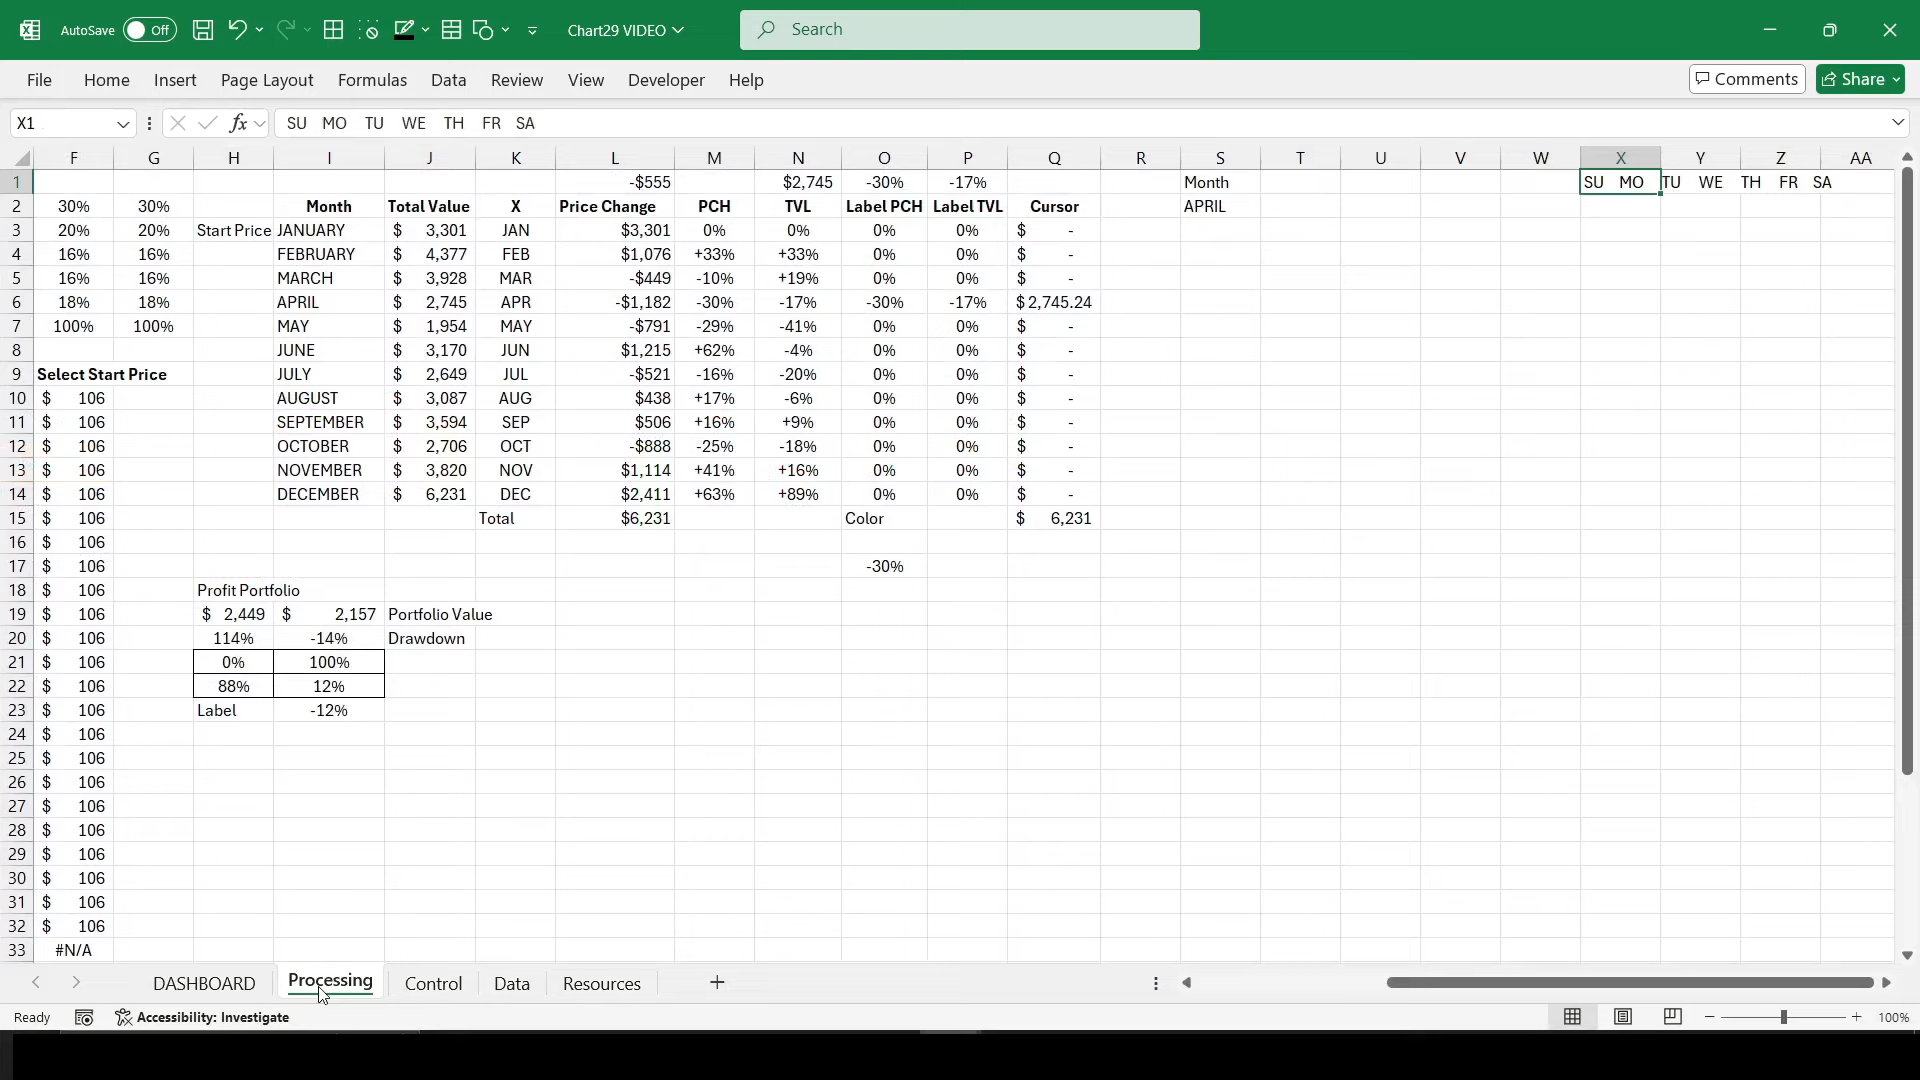 AutoSave Off Chart29 VIDEO Search
File Home Insert Page Layout Formulas Data Review View Developer Help Comments Share
X1 fx SU MO TU WE TH FR SA
F G H I J K L M N O P Q R S T U V W X Y Z AA
1 -$555 $2,745 -30% -17% Month SU MO TU WE TH FR SA
2 30% 30% Month Total Value X Price Change PCH TVL Label PCH Label TVL Cursor APRIL
3 20% 20% Start Price JANUARY $ 3,301 JAN $3,301 0% 0% 0% 0% $ -
4 16% 16% FEBRUARY $ 4,377 FEB $1,076 +33% +33% 0% 0% $ -
5 16% 16% MARCH $ 3,928 MAR -$449 -10% +19% 0% 0% $ -
6 18% 18% APRIL $ 2,745 APR -$1,182 -30% -17% -30% -17% $ 2,745.24
7 100% 100% MAY $ 1,954 MAY -$791 -29% -41% 0% 0% $ -
8 JUNE $ 3,170 JUN $1,215 +62% -4% 0% 0% $ -
9 Select Start Price JULY $ 2,649 JUL -$521 -16% -20% 0% 0% $ -
10 $ 106 AUGUST $ 3,087 AUG $438 +17% -6% 0% 0% $ -
11 $ 106 SEPTEMBER $ 3,594 SEP $506 +16% +9% 0% 0% $ -
12 $ 106 OCTOBER $ 2,706 OCT -$888 -25% -18% 0% 0% $ -
13 $ 106 NOVEMBER $ 3,820 NOV $1,114 +41% +16% 0% 0% $ -
14 $ 106 DECEMBER $ 6,231 DEC $2,411 +63% +89% 0% 0% $ -
15 $ 106 Total $6,231 Color $ 6,231
16 $ 106
17 $ 106 -30%
18 $ 106 Profit Portfolio
19 $ 106 $ 2,449 $ 2,157 Portfolio Value
20 $ 106 114% -14% Drawdown
21 $ 106 0% 100%
22 $ 106 88% 12%
23 $ 106 Label -12%
24 $ 106
25 $ 106
26 $ 106
27 $ 106
28 $ 106
29 $ 106
30 $ 106
31 $ 106
32 $ 106
33 #N/A
DASHBOARD Processing Control Data Resources
Ready Accessibility: Investigate 100%